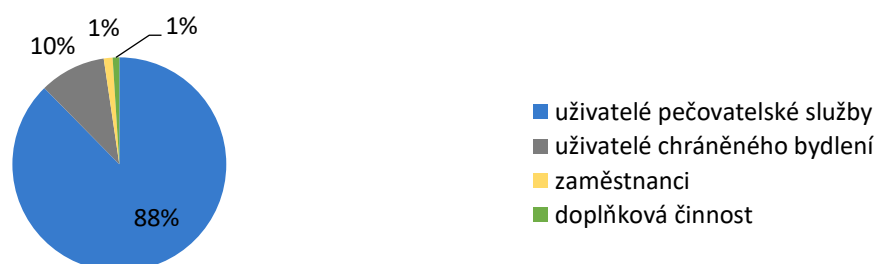 1%
1%
10%
88%
uživatelé pečovatelské služby
uživatelé chráněného bydlení
zaměstnanci
doplňková činnost